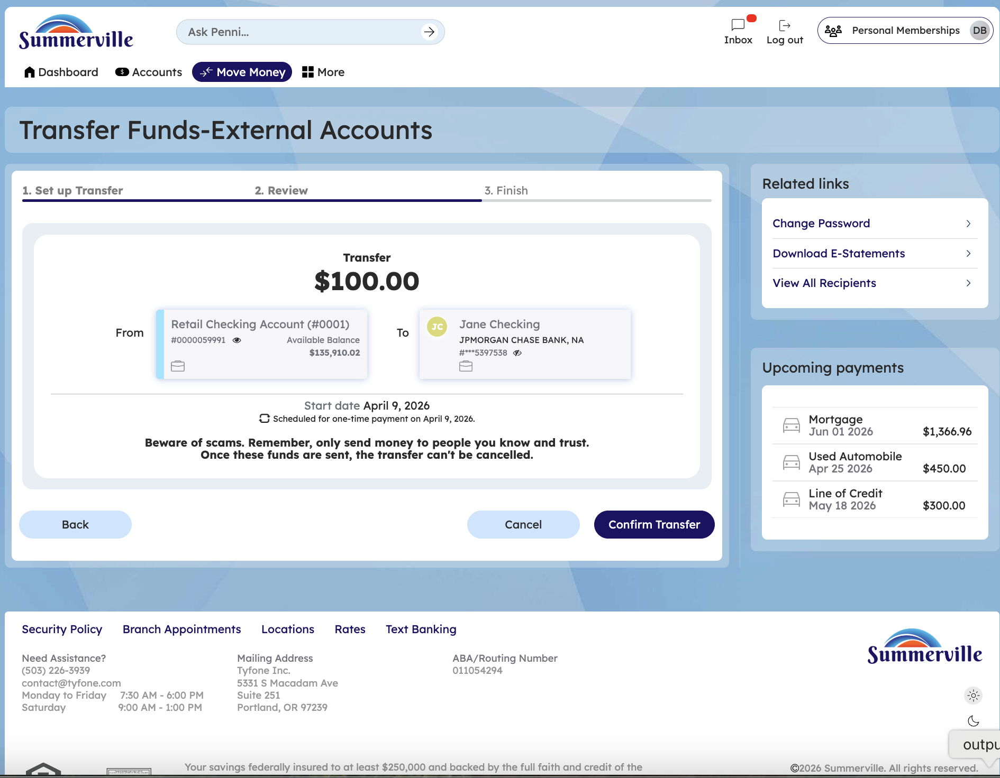 Summerville
Ask Penni...
Inbox
Log out
Personal Memberships
DB
Dashboard
Accounts
Move Money
More
Transfer Funds-External Accounts
1. Set up Transfer
2. Review
3. Finish
Transfer
$100.00
From
Retail Checking Account (#0001)
#0000059991
Available Balance
$135,910.02
To
JC
Jane Checking
JPMORGAN CHASE BANK, NA
#***5397538
Start date April 9, 2026
Scheduled for one-time payment on April 9, 2026.
Beware of scams. Remember, only send money to people you know and trust.
Once these funds are sent, the transfer can't be cancelled.
Back
Cancel
Confirm Transfer
Related links
Change Password
Download E-Statements
View All Recipients
Upcoming payments
Mortgage
Jun 01 2026
$1,366.96
Used Automobile
Apr 25 2026
$450.00
Line of Credit
May 18 2026
$300.00
Security Policy
Branch Appointments
Locations
Rates
Text Banking
Need Assistance?
(503) 226-3939
contact@tyfone.com
Monday to Friday 7:30 AM - 6:00 PM
Saturday 9:00 AM - 1:00 PM
Mailing Address
Tyfone Inc.
5331 S Macadam Ave
Suite 251
Portland, OR 97239
ABA/Routing Number
011054294
Summerville
outpu
Your savings federally insured to at least $250,000 and backed by the full faith and credit of the
©2026 Summerville. All rights reserved.